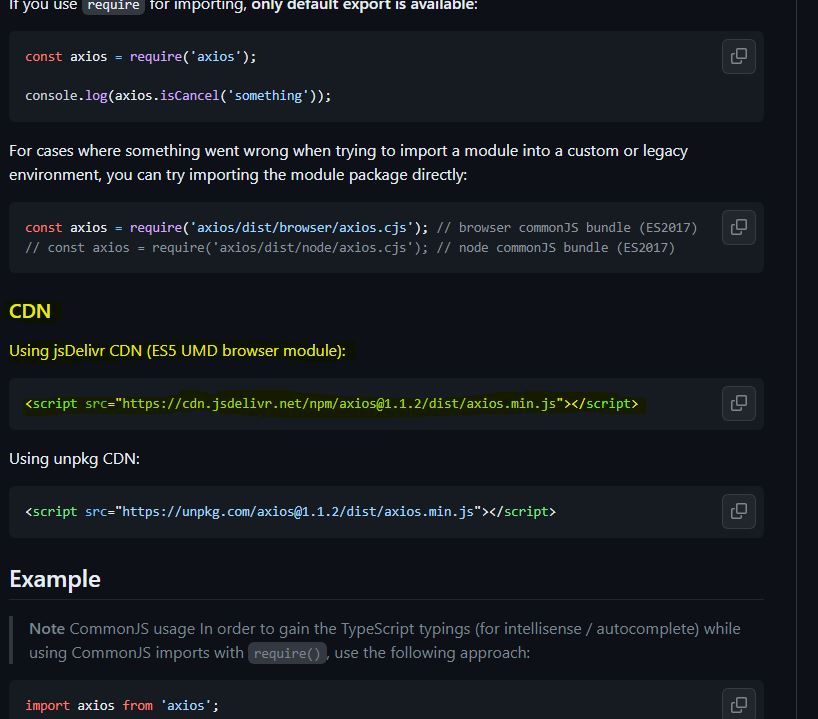 If you use require for importing, only default export is available:
const axios = require('axios');
console.log(axios.isCancel('something'));
For cases where something went wrong when trying to import a module into a custom or legacy
environment, you can try importing the module package directly:
const axios = require('axios/dist/browser/axios.cjs'); // browser commonJS bundle (ES2017)
// const axios = require('axios/dist/node/axios.cjs'); // node commonJS bundle (ES2017)
CDN
Using jsDelivr CDN (ES5 UMD browser module):
<script src="https://cdn.jsdelivr.net/npm/axios@1.1.2/dist/axios.min.js"></script>
Using unpkg CDN:
<script src="https://unpkg.com/axios@1.1.2/dist/axios.min.js"></script>
Example
Note CommonJS usage In order to gain the TypeScript typings (for intellisense / autocomplete) while
using CommonJS imports with require(), use the following approach:
import axios from 'axios';